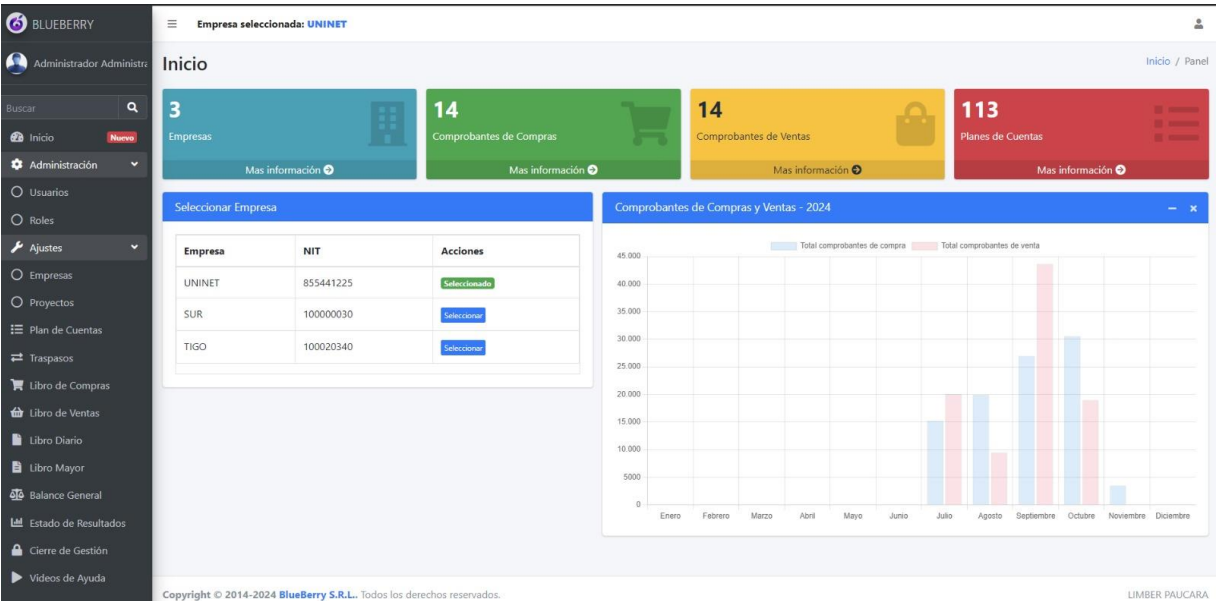 BLUEBERRY
Empresa seleccionada: UNINET
Administrador Administra
Inicio
Inicio / Panel
Buscar
Inicio Nuevo
Administración
Usuarios
Roles
Ajustes
Empresas
Proyectos
Plan de Cuentas
Traspasos
Libro de Compras
Libro de Ventas
Libro Diario
Libro Mayor
Balance General
Estado de Resultados
Cierre de Gestión
Videos de Ayuda
3
Empresas
Mas información
14
Comprobantes de Compras
Mas información
14
Comprobantes de Ventas
Mas información
113
Planes de Cuentas
Mas información
Seleccionar Empresa
Empresa NIT Acciones
UNINET 855441225 Seleccionado
SUR 100000030 Seleccionar
TIGO 100020340 Seleccionar
Comprobantes de Compras y Ventas - 2024
Total comprobantes de compra Total comprobantes de venta
45.000
40.000
35.000
30.000
25.000
20.000
15.000
10.000
5000
0
Enero Febrero Marzo Abril Mayo Junio Julio Agosto Septiembre Octubre Noviembre Diciembre
Copyright © 2014-2024 BlueBerry S.R.L.. Todos los derechos reservados.
LIMBER PAUCARA